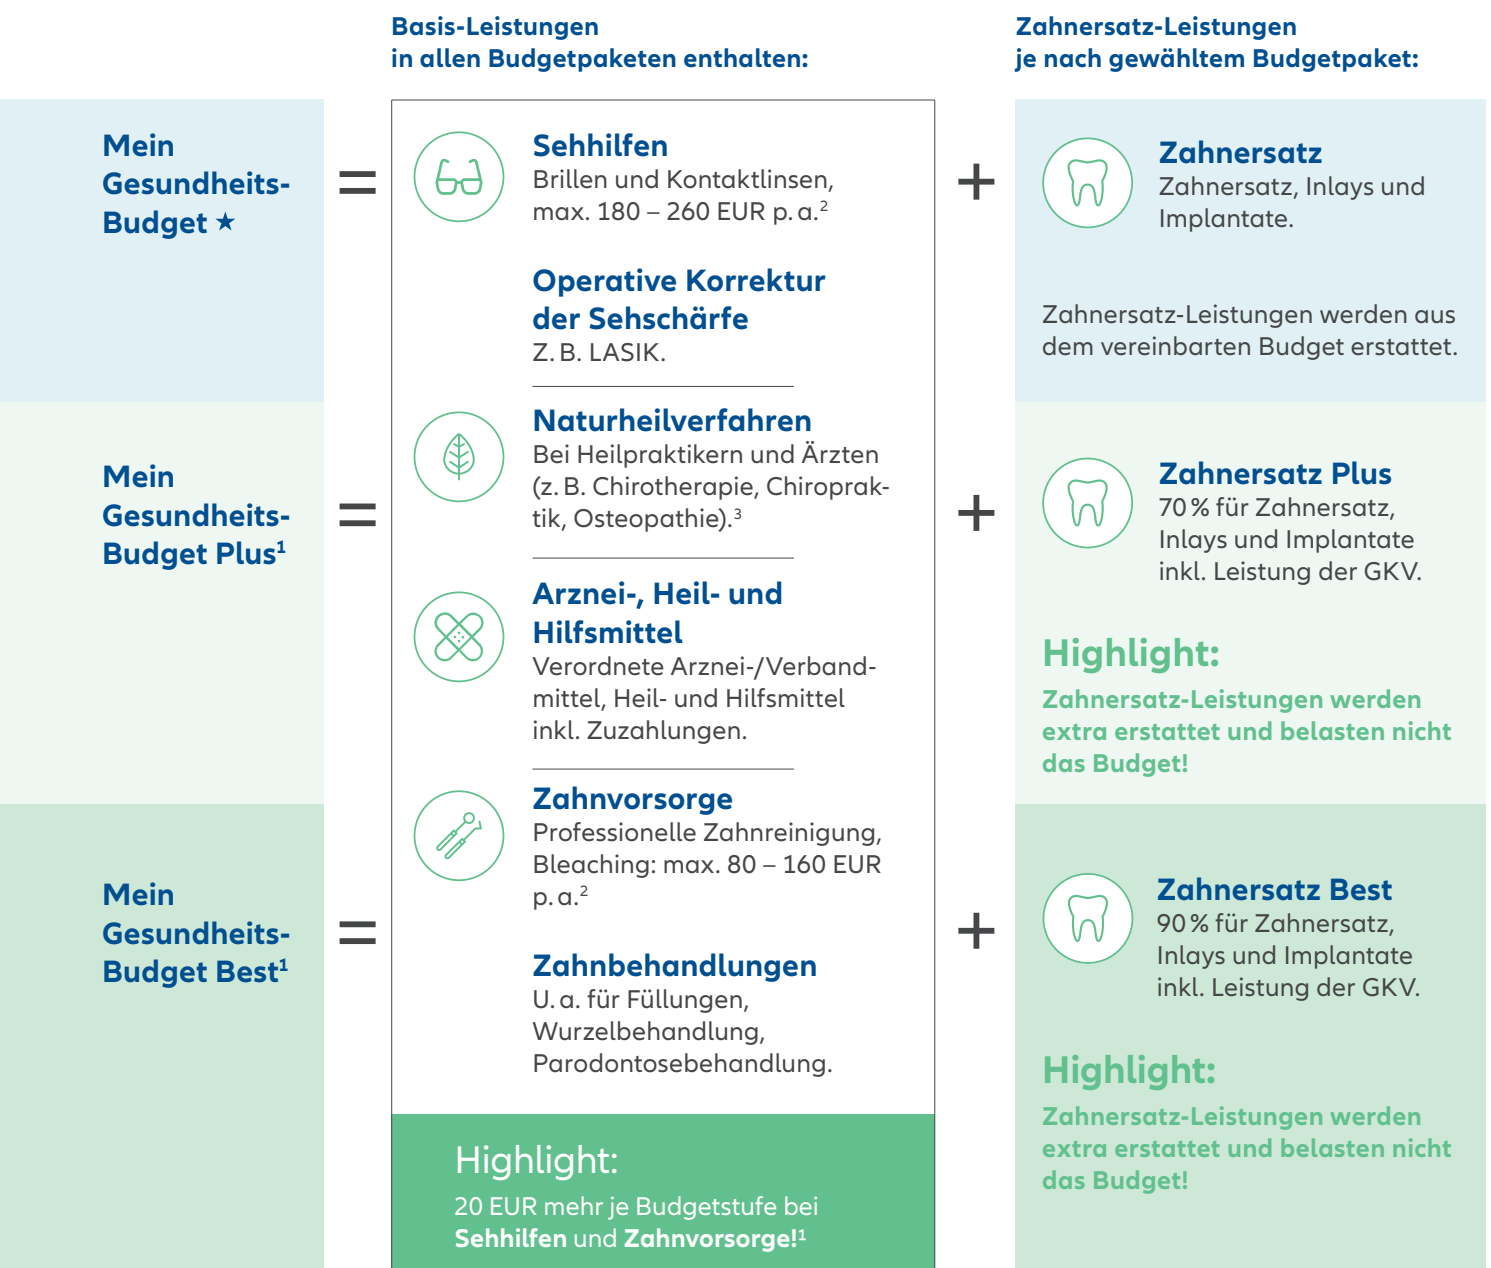 Basis-Leistungen
in allen Budgetpaketen enthalten:
Zahnersatz-Leistungen
je nach gewähltem Budgetpaket:
Mein
Gesundheits-
Budget ★
=
Sehhilfen
Brillen und Kontaktlinsen,
max. 180 – 260 EUR p. a.²
Operative Korrektur
der Sehschärfe
Z. B. LASIK.
+
Zahnersatz
Zahnersatz, Inlays und
Implantate.
Zahnersatz-Leistungen werden aus
dem vereinbarten Budget erstattet.
Mein
Gesundheits-
Budget Plus¹
=
Naturheilverfahren
Bei Heilpraktikern und Ärzten
(z. B. Chirotherapie, Chioprak-
tik, Osteopathie).³
Arznei-, Heil- und
Hilfsmittel
Verordnete Arznei-/Verband-
mittel, Heil- und Hilfsmittel
inkl. Zuzahlungen.
+
Zahnersatz Plus
70 % für Zahnersatz,
Inlays und Implantate
inkl. Leistung der GKV.
Highlight:
Zahnersatz-Leistungen werden
extra erstattet und belasten nicht
das Budget!
Mein
Gesundheits-
Budget Best¹
=
Zahnvorsorge
Professionelle Zahnreinigung,
Bleaching: max. 80 – 160 EUR
p. a.²
Zahnbehandlungen
U. a. für Füllungen,
Wurzelbehandlung,
Parodontosebehandlung.
Highlight:
20 EUR mehr je Budgetstufe bei
Sehhilfen und Zahnvorsorge!¹
+
Zahnersatz Best
90 % für Zahnersatz,
Inlays und Implantate
inkl. Leistung der GKV.
Highlight:
Zahnersatz-Leistungen werden
extra erstattet und belasten nicht
das Budget!